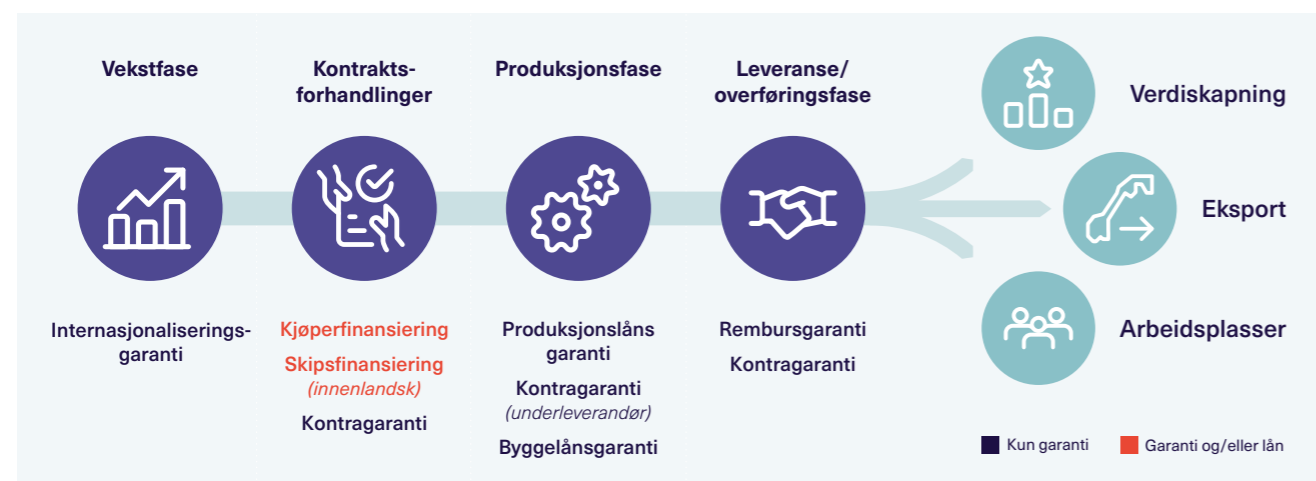 Vekstfase
Internasjonaliserings-
garanti
Kontrakts-
forhandlinger
Kjøperfinansiering
Skipsfinansiering
(innenlandsk)
Kontragaranti
Produksjonsfase
Produksjonslåns
garanti
Kontragaranti
(underleverandør)
Byggelånsgaranti
Leveranse/
overføringsfase
Rembursgaranti
Kontragaranti
Verdiskapning
Eksport
Arbeidsplasser
Kun garanti
Garanti og/eller lån